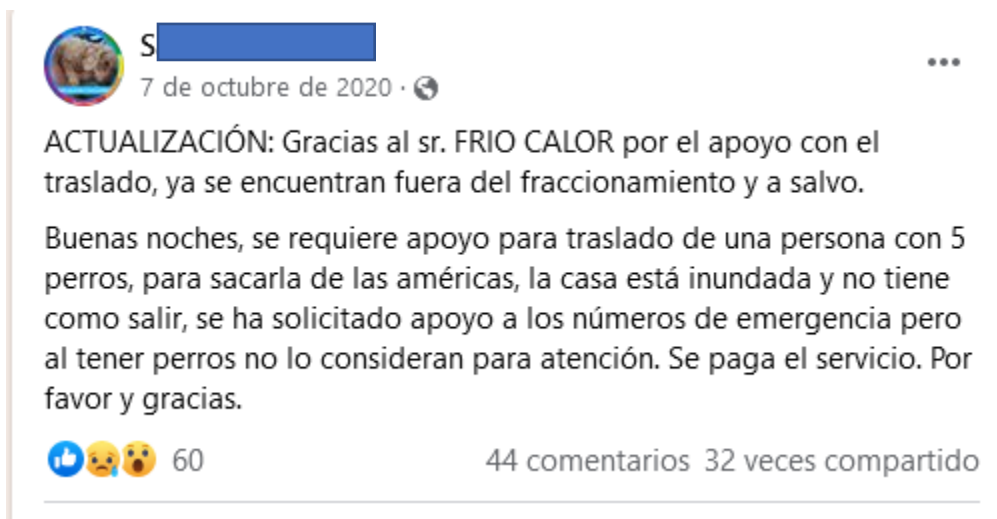 S
7 de octubre de 2020 ·
ACTUALIZACIÓN: Gracias al sr. FRIO CALOR por el apoyo con el
traslado, ya se encuentran fuera del fraccionamiento y a salvo.
Buenas noches, se requiere apoyo para traslado de una persona con 5
perros, para sacarla de las américas, la casa está inundada y no tiene
como salir, se ha solicitado apoyo a los números de emergencia pero
al tener perros no lo consideran para atención. Se paga el servicio. Por
favor y gracias.
60 44 comentarios 32 veces compartido